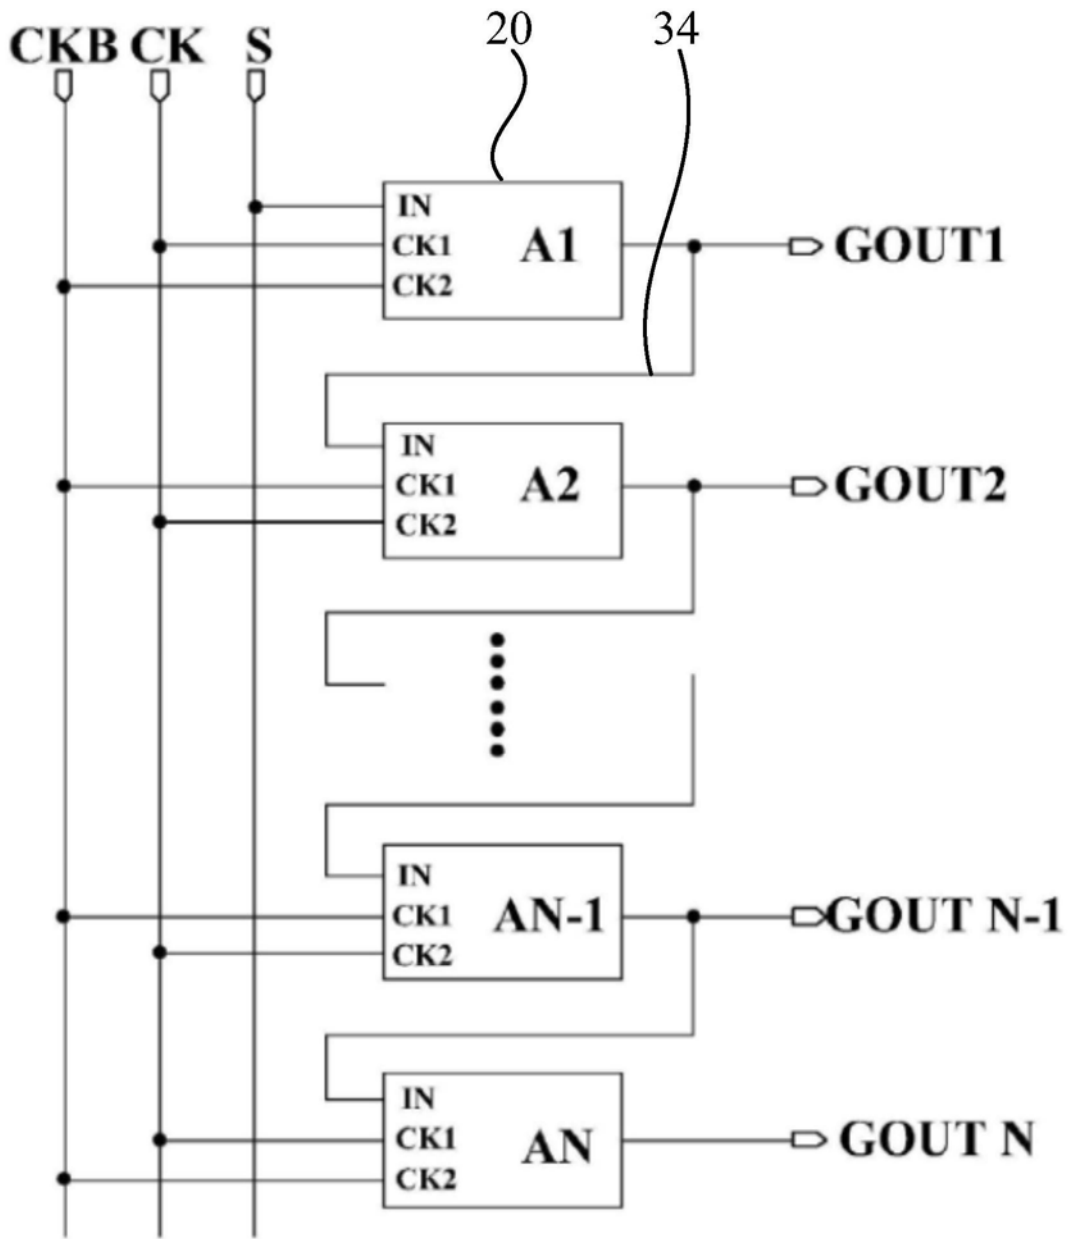 20 34
CKB CK S
IN
CK1 A1 GOUT1
CK2
IN
CK1 A2 GOUT2
CK2
IN
CK1 AN-1 GOUT N-1
CK2
IN
CK1 AN GOUT N
CK2